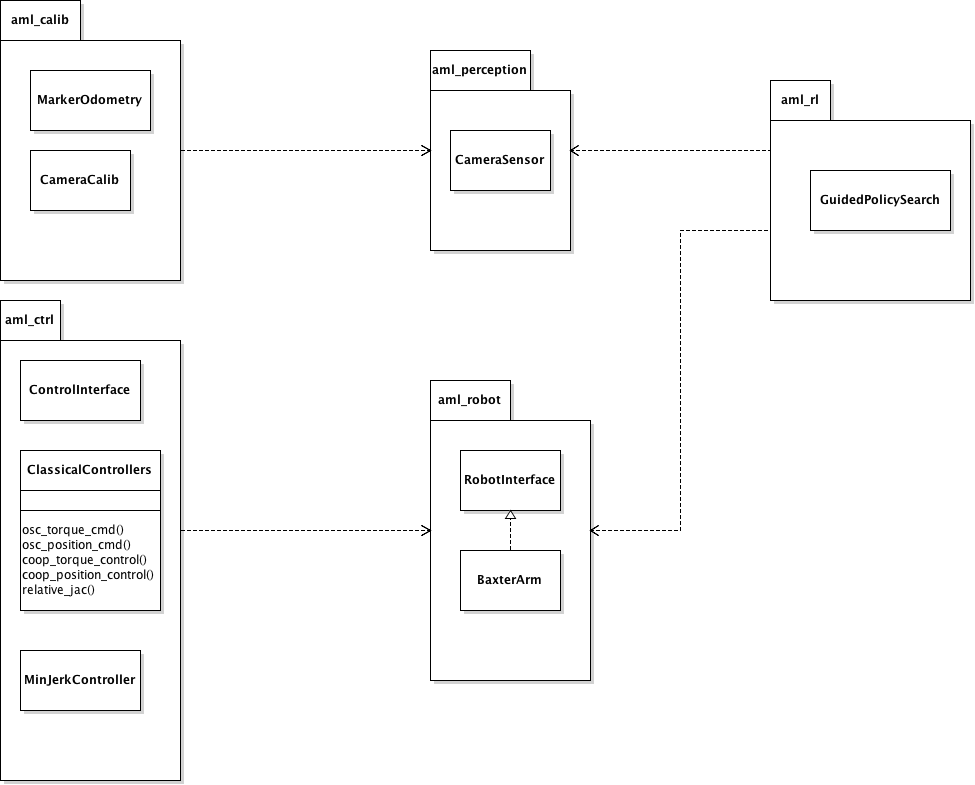 aml_calib
MarkerOdometry
CameraCalib
aml_perception
CameraSensor
aml_rl
GuidedPolicySearch
aml_ctrl
ControlInterface
ClassicalControllers
osc_torque_cmd()
osc_position_cmd()
coop_torque_control()
coop_position_control()
relative_jac()
MinJerkController
aml_robot
RobotInterface
BaxterArm